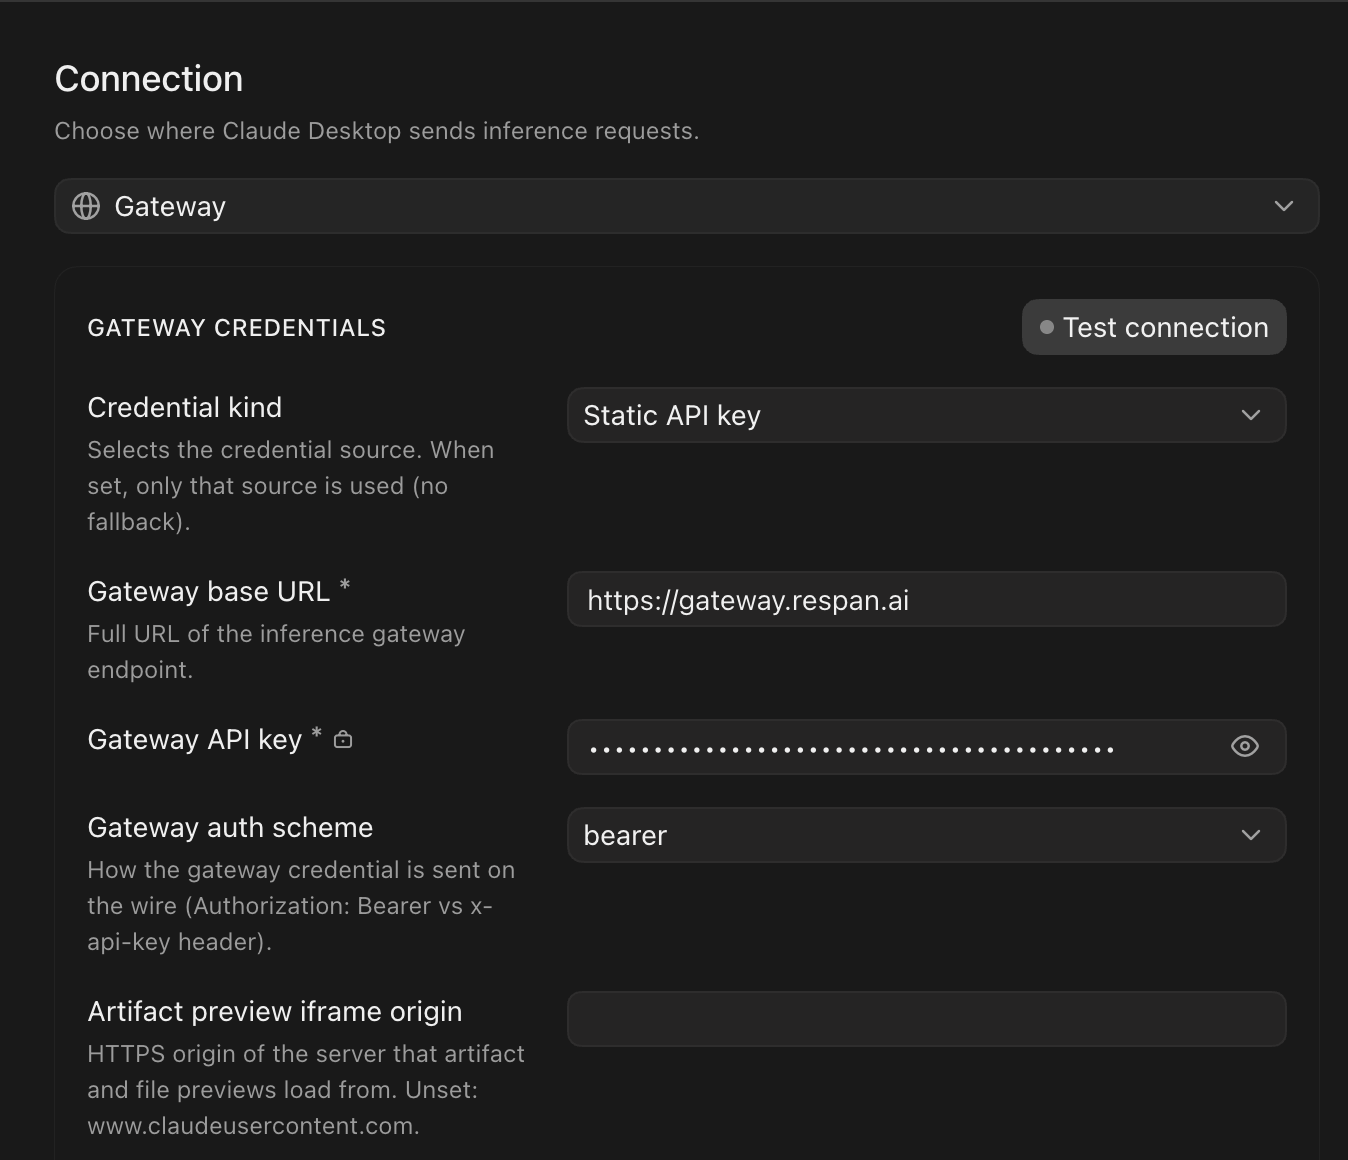 Connection
Choose where Claude Desktop sends inference requests.
Gateway
GATEWAY CREDENTIALS
Test connection
Credential kind
Static API key
Selects the credential source. When
set, only that source is used (no
fallback).
Gateway base URL *
https://gateway.respan.ai
Full URL of the inference gateway
endpoint.
Gateway API key *
•••••••••••••••••••••••••••••••••••••••••
Gateway auth scheme
bearer
How the gateway credential is sent on
the wire (Authorization: Bearer vs x-
api-key header).
Artifact preview iframe origin
HTTPS origin of the server that artifact
and file previews load from. Unset:
www.claudeusercontent.com.